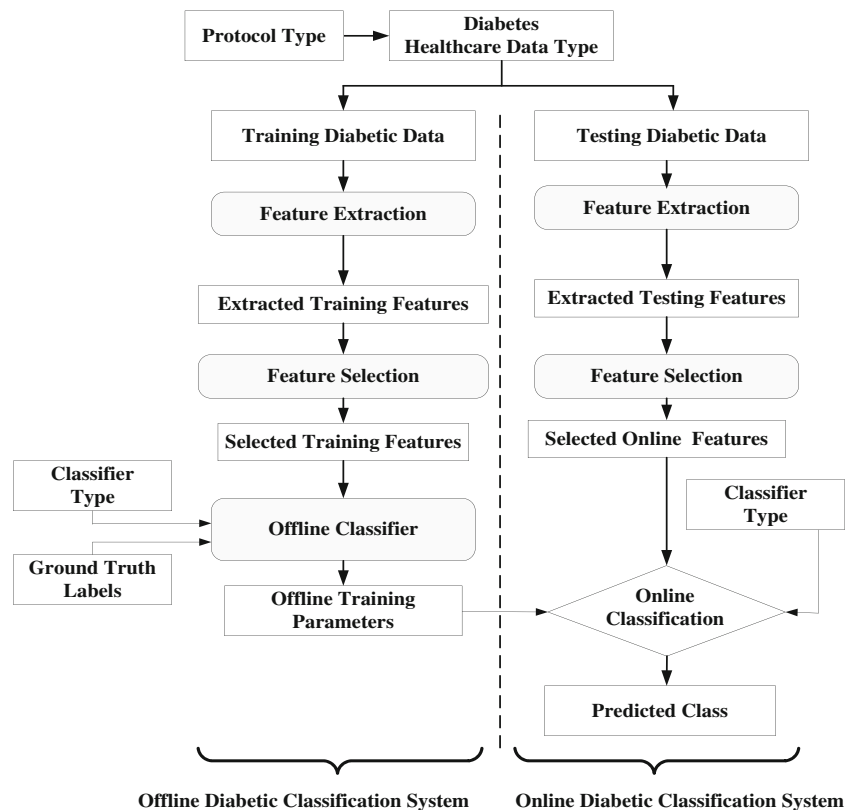 Protocol Type
Diabetes
Healthcare Data Type
Training Diabetic Data
Testing Diabetic Data
Feature Extraction
Feature Extraction
Extracted Training Features
Extracted Testing Features
Feature Selection
Feature Selection
Selected Training Features
Selected Online Features
Classifier
Type
Classifier
Type
Offline Classifier
Ground Truth
Labels
Offline Training
Parameters
Online
Classification
Predicted Class
Offline Diabetic Classification System
Online Diabetic Classification System